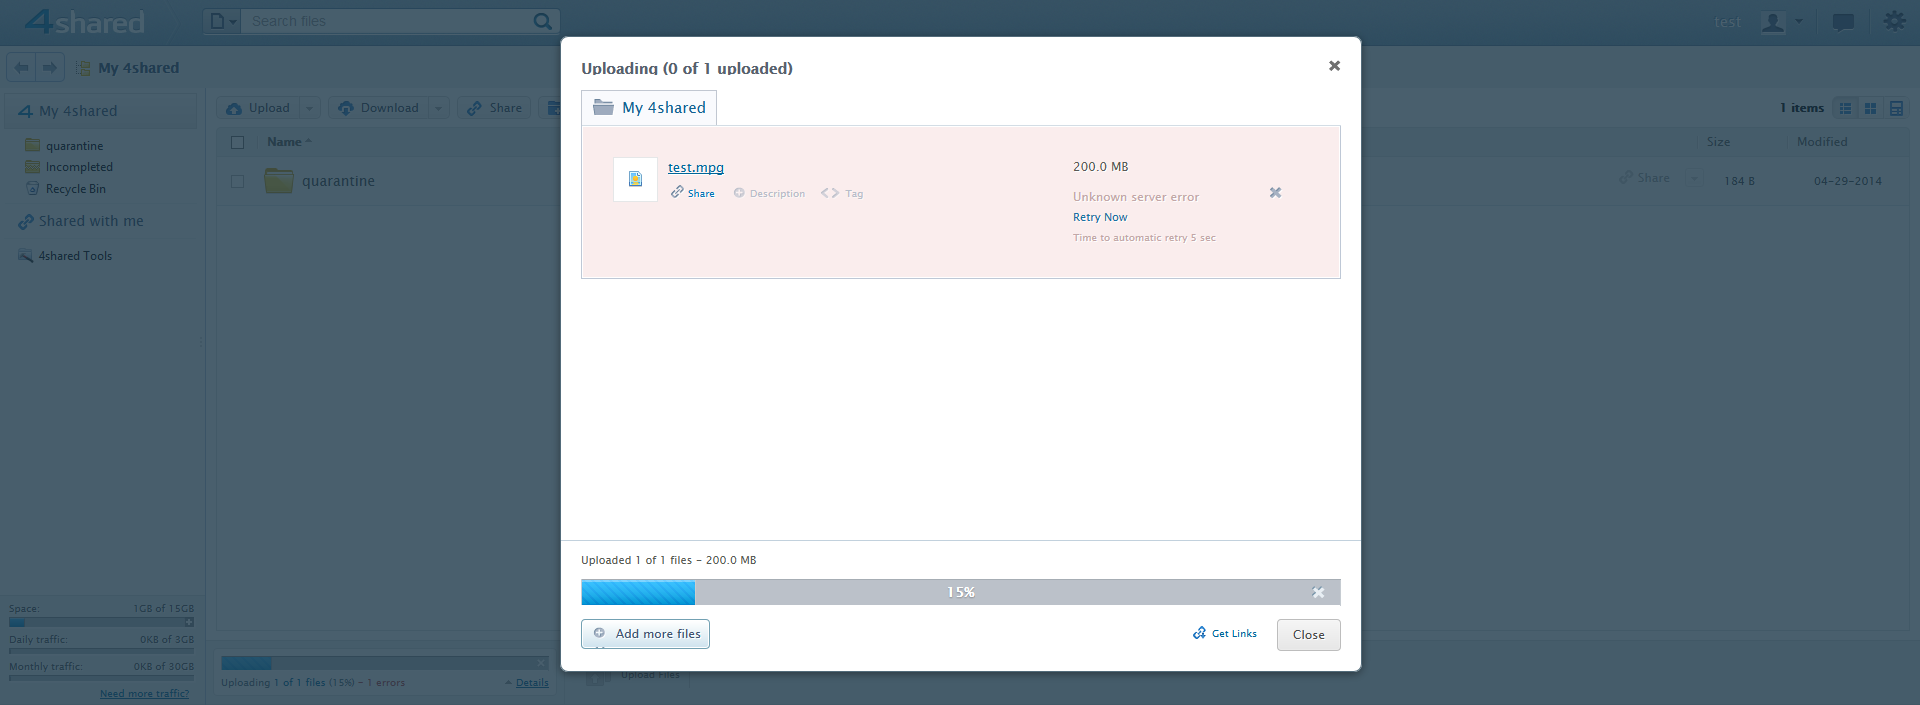 4shared
Search files
test
My 4shared
My 4shared
quarantine
Incompleted
Recycle Bin
Shared with me
4shared Tools
Upload
Download
Share
1 items
Name
Size
Modified
quarantine
Share
184 B
04-29-2014
Uploading (0 of 1 uploaded)
My 4shared
test.mpg
Share
Description
<> Tag
200.0 MB
Unknown server error
Retry Now
Time to automatic retry 5 sec
Uploaded 1 of 1 files – 200.0 MB
15%
Add more files
Get Links
Close
Space: 1GB of 15GB
Daily traffic: 0KB of 3GB
Monthly traffic: 0KB of 30GB
Need more traffic?
Uploading 1 of 1 files (15%) – 1 errors
Details
Upload Files